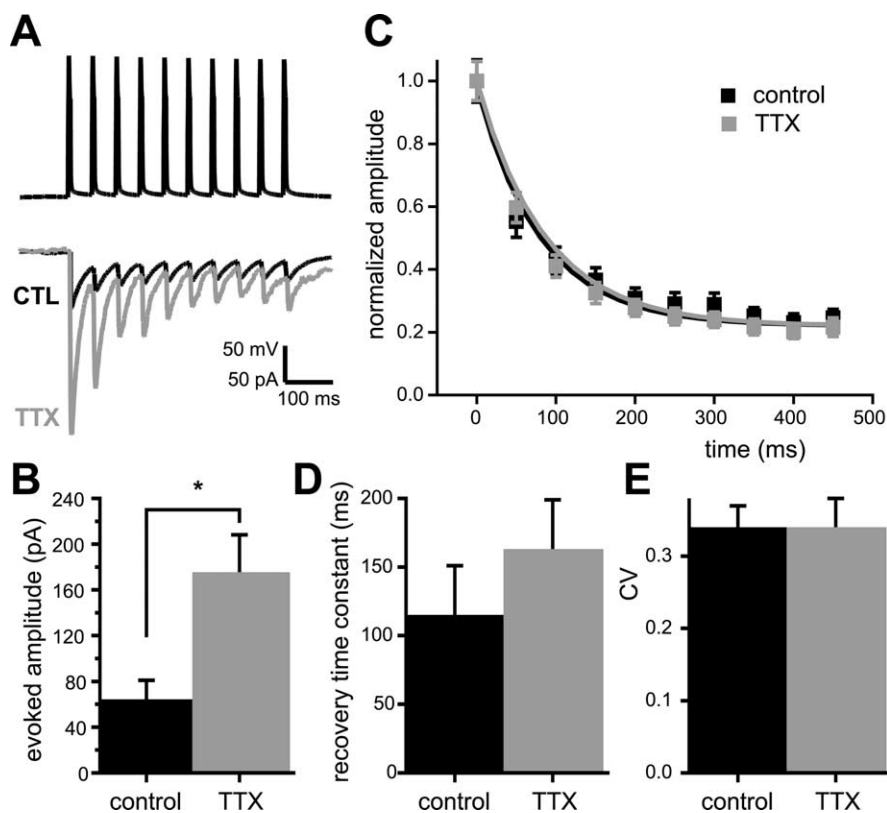 A
CTL
TTX
50 mV
50 pA
100 ms
C
normalized amplitude
1.0
0.8
0.6
0.4
0.2
0.0
0
100
200
300
400
500
time (ms)
control
TTX
B
evoked amplitude (pA)
240
200
160
120
80
40
0
*
control
TTX
D
recovery time constant (ms)
200
150
100
50
0
control
TTX
E
CV
0.3
0.2
0.1
0.0
control
TTX